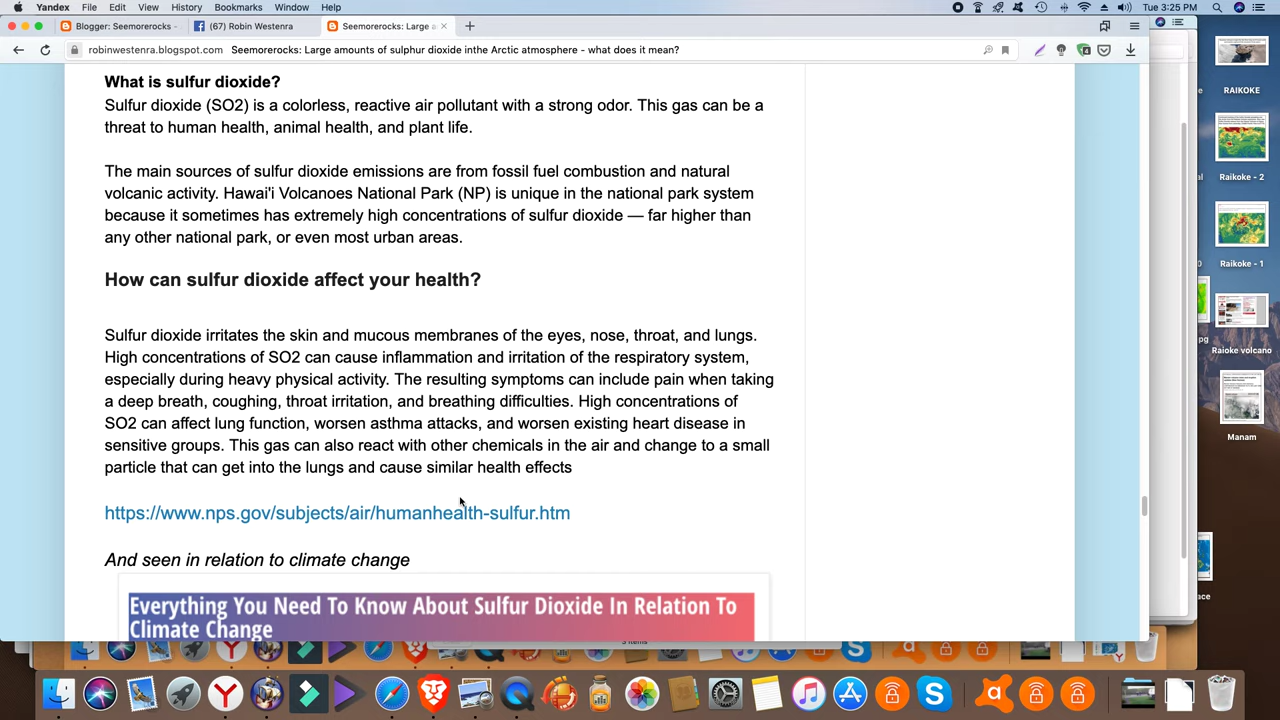 Yandex File Edit View History Bookmarks Window Help
Tue 3:25 PM
Blogger: Seemorerocks -
(67) Robin Westenra
Seemorerocks: Large a
robinwestenra.blogspot.com Seemorerocks: Large amounts of sulphur dioxide inthe Arctic atmsphere - what does it mean?
What is sulfur dioxide?
Sulfur dioxide (SO2) is a colorless, reactive air pollutant with a strong odor. This gas can be a
threat to human health, animal health, and plant life.
The main sources of sulfur dioxide emissions are from fossil fuel combustion and natural
volcanic activity. Hawai'i Volcanoes National Park (NP) is unique in the national park system
because it sometimes has extremely high concentrations of sulfur dioxide — far higher than
any other national park, or even most urban areas.
How can sulfur dioxide affect your health?
Sulfur dioxide irritates the skin and mucous membranes of the eyes, nose, throat, and lungs.
High concentrations of SO2 can cause inflammation and irritation of the respiratory system,
especially during heavy physical activity. The resulting symptoms can include pain when taking
a deep breath, coughing, throat irritation, and breathing difficulties. High concentrations of
SO2 can affect lung function, worsen asthma attacks, and worsen existing heart disease in
sensitive groups. This gas can also react with other chemicals in the air and change to a small
particle that can get into the lungs and cause similar health effects
https://www.nps.gov/subjects/air/humanhealth-sulfur.htm
And seen in relation to climate change
Everything You Need To Know About Sulfur Dioxide In Relation To
Climate Change
RAIKOKE
Raikoke - 2
Raikoke - 1
Raioke volcano
Manam